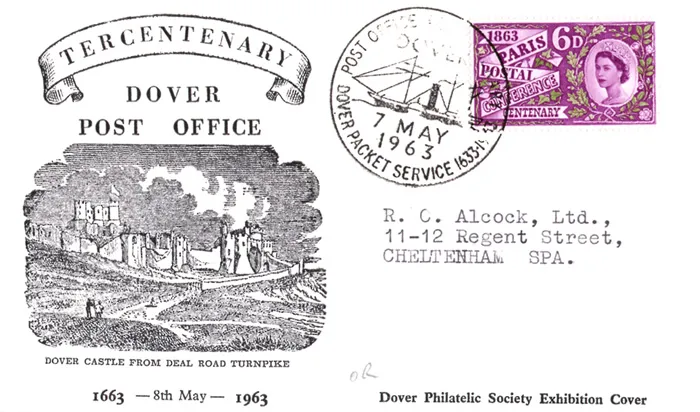 TERCENTENARY
DOVER
POST OFFICE
DOVER CASTLE FROM DEAL ROAD TURNPIKE
1663 — 8th May — 1963
POST OFFICE
DOVER
7 MAY
1963
DOVER PACKET SERVICE 1633-
1863
6D
PARIS
POSTAL
CONFERENCE
CENTENARY
R. C. Alcock, Ltd.,
11-12 Regent Street,
CHELTENHAM SPA.
OR
Dover Philatelic Society Exhibition Cover